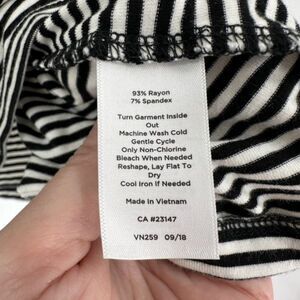 93% Rayon
7% Spandex
Turn Garment Inside
Out
Machine Wash Cold
Gentle Cycle
Only Non-Chlorine
Bleach When Needed
Reshape, Lay Flat To
Dry
Cool Iron if Needed
Made in Vietnam
CA #23147
VN259 09/18